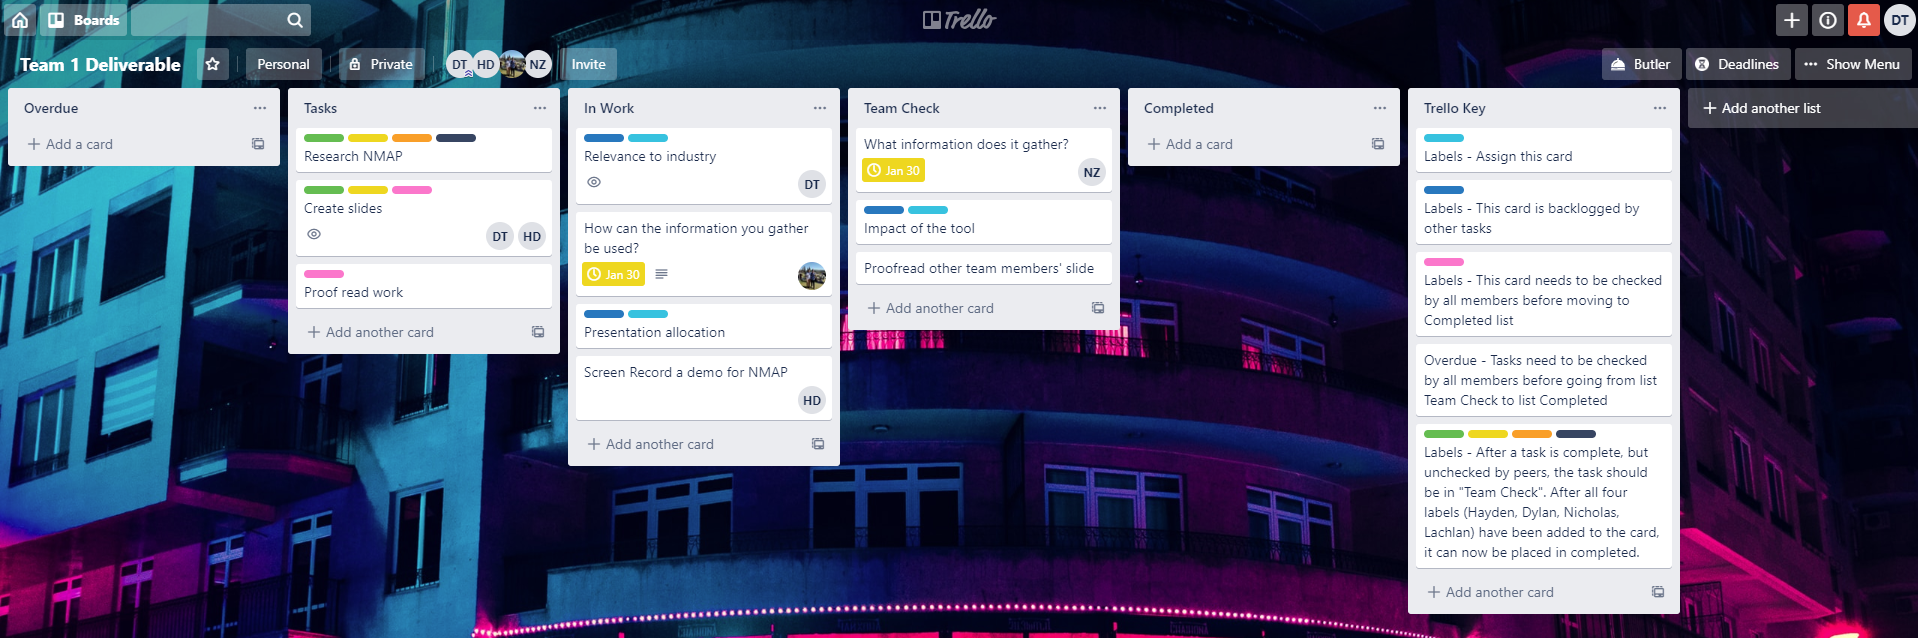 Boards
Trello
DT
Team 1 Deliverable
Personal
Private
DT HD NZ
Invite
Butler
Deadlines
Show Menu
Overdue
Add a card
Tasks
Research NMAP
Create slides
DT HD
Proof read work
Add another card
In Work
Relevance to industry
DT
How can the information you gather
be used?
Jan 30
Presentation allocation
Screen Record a demo for NMAP
HD
Add another card
Team Check
What information does it gather?
Jan 30
NZ
Impact of the tool
Proofread other team members' slide
Add another card
Completed
Add a card
Trello Key
Labels - Assign this card
Labels - This card is backlogged by
other tasks
Labels - This card needs to be checked
by all members before moving to
Completed list
Overdue - Tasks need to be checked
by all members before going from list
Team Check to list Completed
Labels - After a task is complete, but
unchecked by peers, the task should
be in "Team Check". After all four
labels (Hayden, Dylan, Nicholas,
Lachlan) have been added to the card,
it can now be placed in completed.
Add another card
Add another list